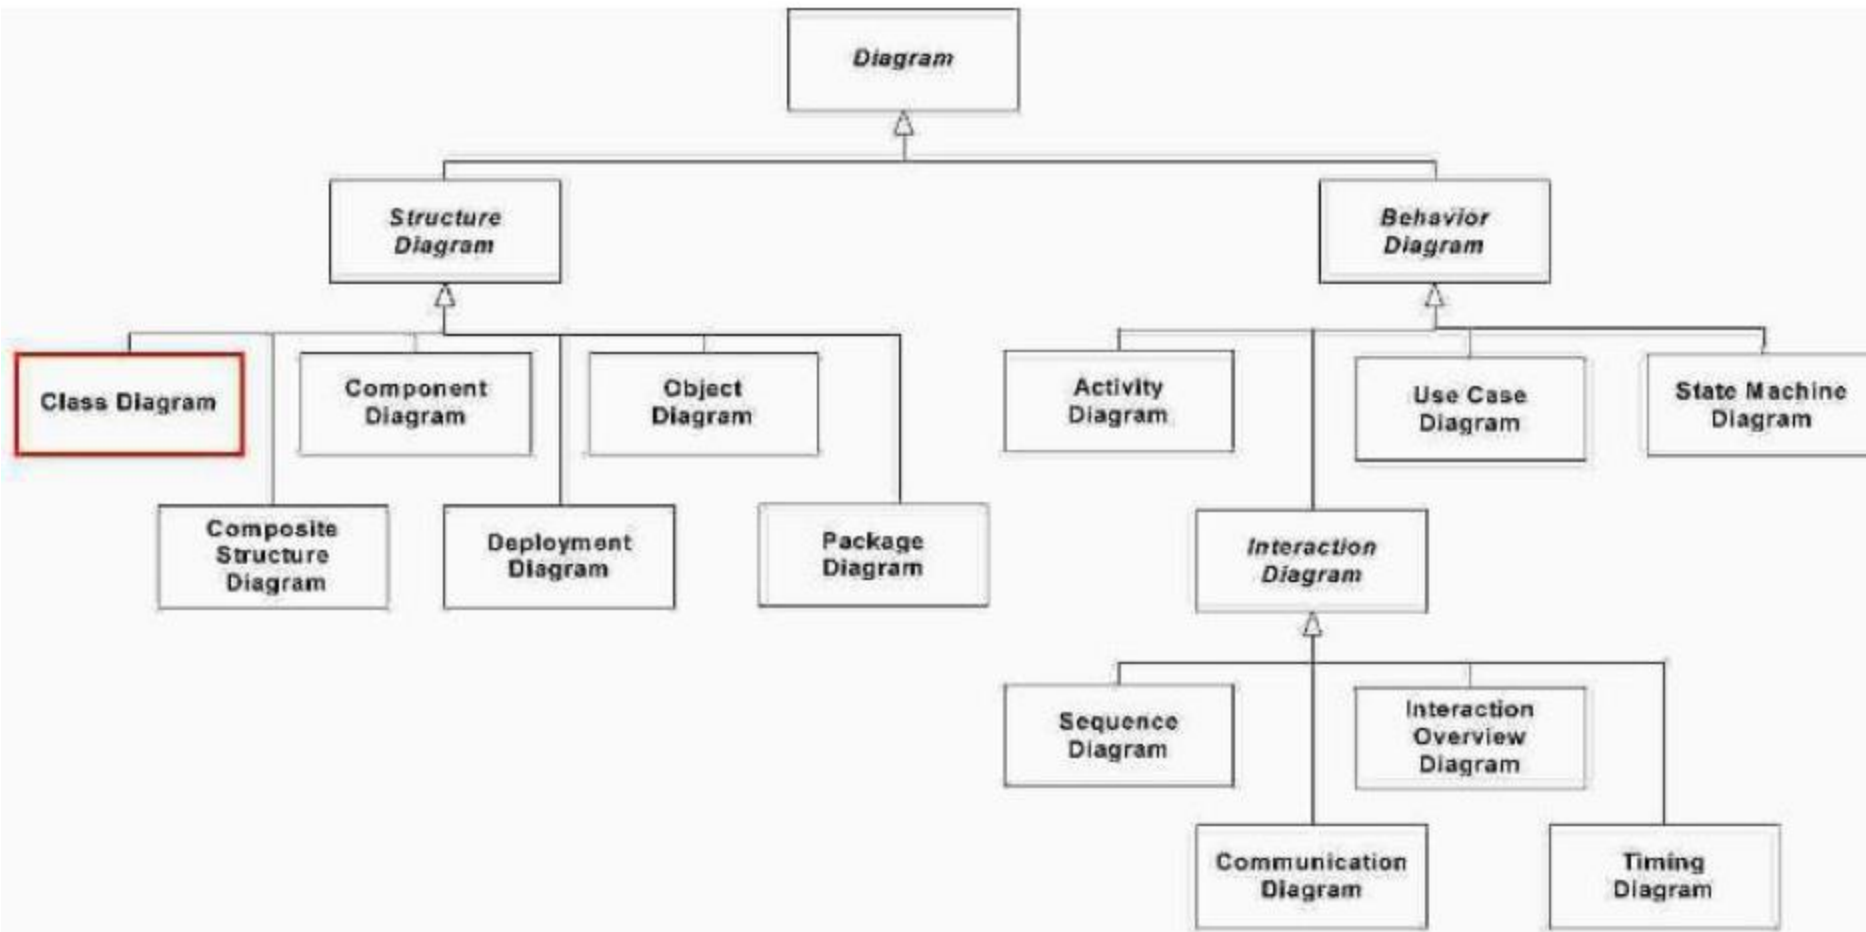 Diagram
Structure
Diagram
Behavior
Diagram
Class Diagram
Component
Diagram
Object
Diagram
Activity
Diagram
Use Case
Diagram
State Machine
Diagram
Composite
Structure
Diagram
Deployment
Diagram
Package
Diagram
Interaction
Diagram
Sequence
Diagram
Interaction
Overview
Diagram
Communication
Diagram
Timing
Diagram